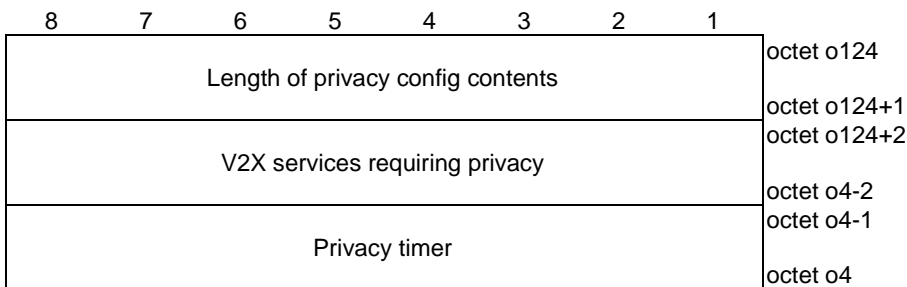 8 7 6 5 4 3 2 1
octet o124
Length of privacy config contents
octet o124+1
octet o124+2
V2X services requiring privacy
octet o4-2
octet o4-1
Privacy timer
octet o4